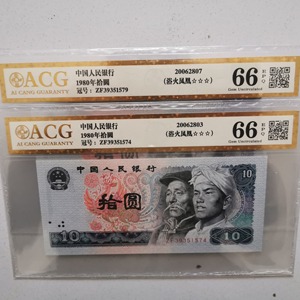 ACG
AI CANG GUARANTY
中国人民银行
1980年拾圆
冠号：ZF39351579
20062807
(浴火凤凰☆☆☆)
66 EPQ
Gem Uncirculated
ACG
AI CANG GUARANTY
中国人民银行
1980年拾圆
冠号：ZF39351574
20062803
(浴火凤凰☆☆☆)
66 EPQ
Gem Uncirculated
中国人民银行
10
拾圆
ZF39351574
10
10